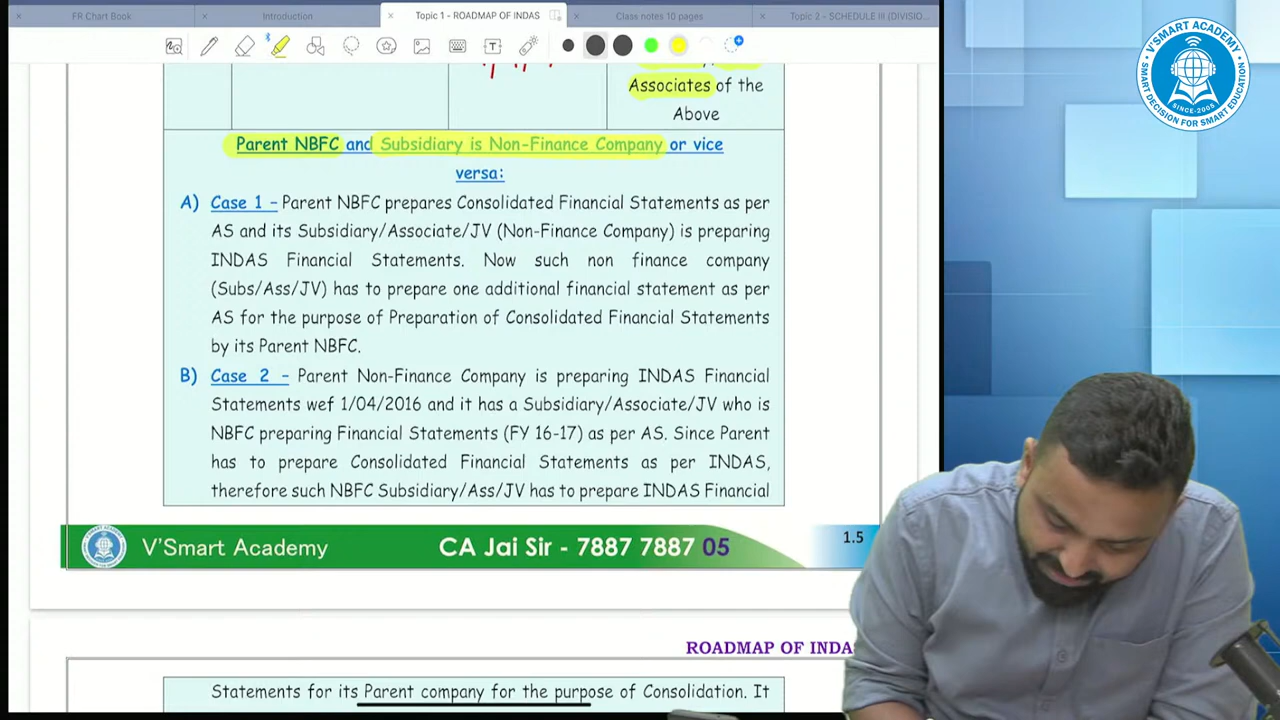 FR Chart Book
Introduction
Topic 1 - ROADMAP OF INDAS
Class notes 10 pages
Topic 2 - SCHEDULE III (DIVISIO...
V'SMART ACADEMY
SINCE-2005
SMART DECISION FOR SMART EDUCATION
Associates of the
Above
Parent NBFC and Subsidiary is Non-Finance Company or vice
versa:
A) Case 1 - Parent NBFC prepares Consolidated Financial Statements as per
AS and its Subsidiary/Associate/JV (Non-Finance Company) is preparing
INDAS Financial Statements. Now such non finance company
(Subs/Ass/JV) has to prepare one additional financial statement as per
AS for the purpose of Preparation of Consolidated Financial Statements
by its Parent NBFC.
B) Case 2 - Parent Non-Finance Company is preparing INDAS Financial
Statements wef 1/04/2016 and it has a Subsidiary/Associate/JV who is
NBFC preparing Financial Statements (FY 16-17) as per AS. Since Parent
has to prepare Consolidated Financial Statements as per INDAS,
therefore such NBFC Subsidiary/Ass/JV has to prepare INDAS Financial
V'Smart Academy
CA Jai Sir - 7887 7887 05
1.5
ROADMAP OF INDA
Statements for its Parent company for the purpose of Consolidation. It